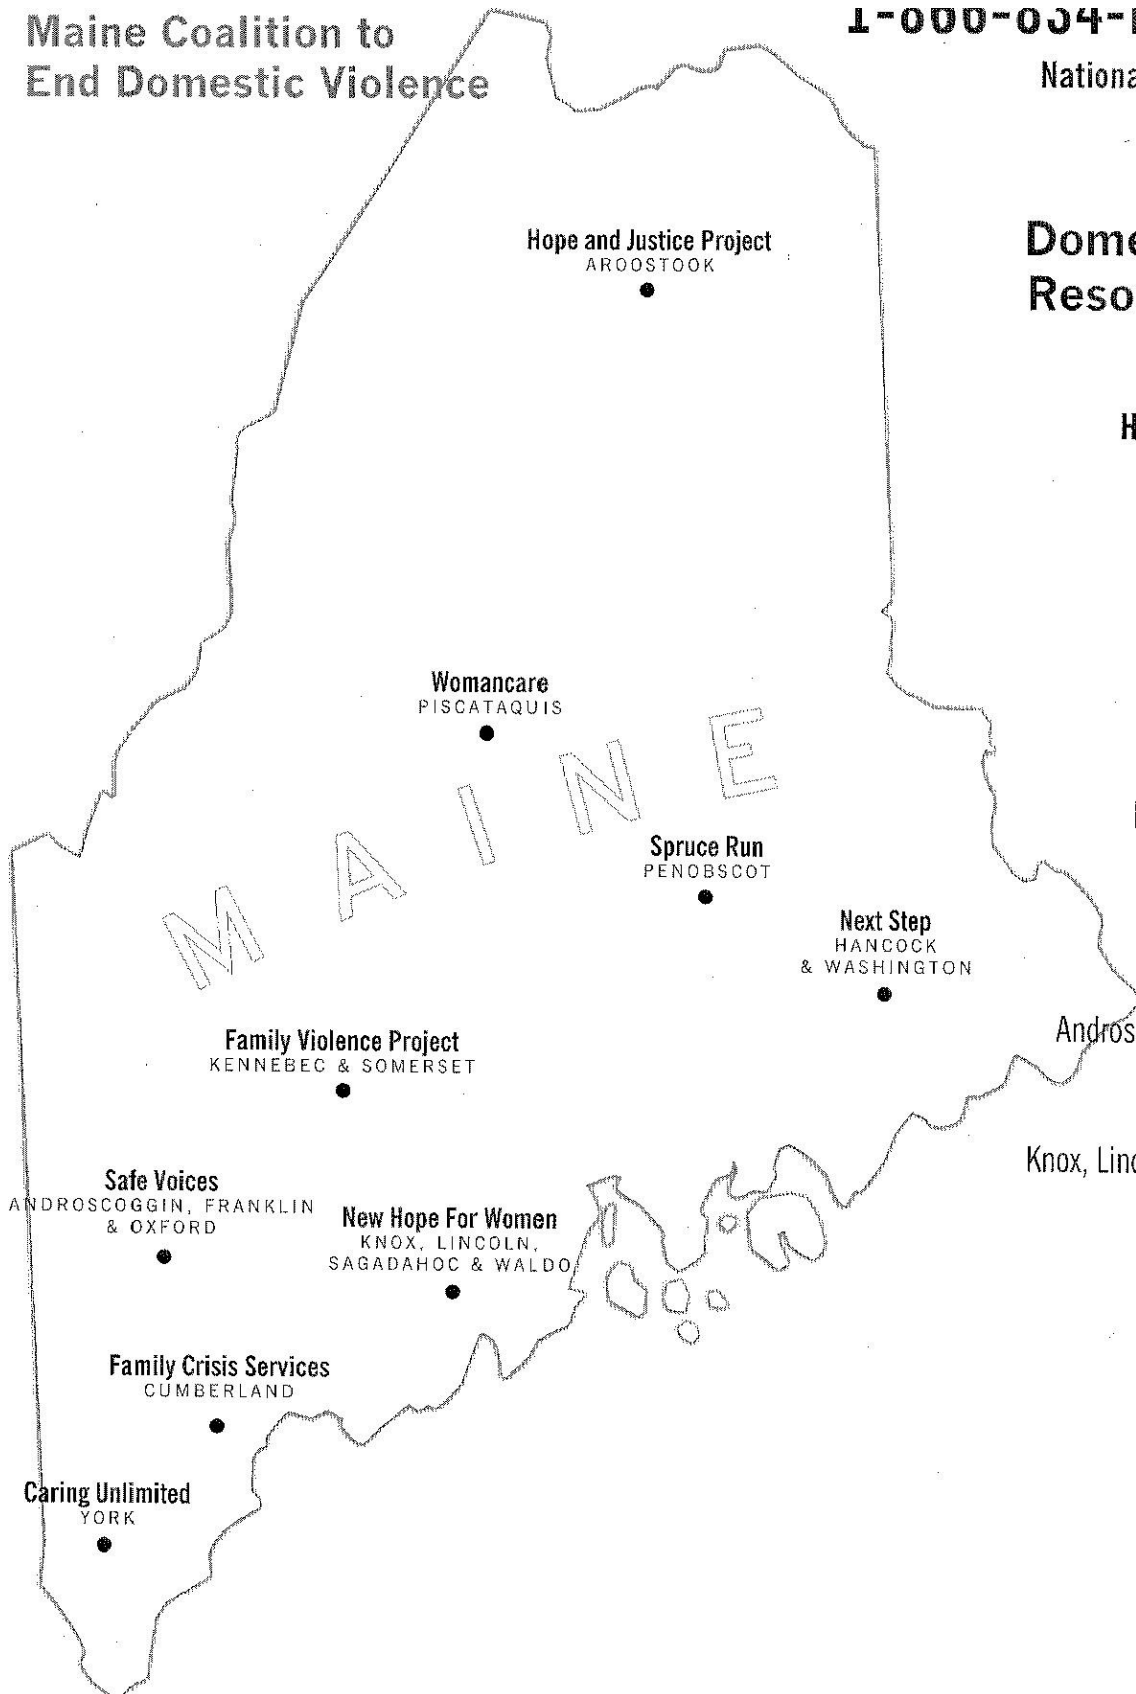 Maine Coalition to
End Domestic Violence
Nationa
Dome
Reso
H
Hope and Justice Project
AROOSTOOK
Womancare
PISCATAQUIS
MAINE
Spruce Run
PENOBSCOT
Next Step
HANCOCK
& WASHINGTON
Family Violence Project
KENNEBEC & SOMERSET
Andros
Safe Voices
ANDROSCOGGIN, FRANKLIN
& OXFORD
Knox, Linc
New Hope For Women
KNOX, LINCOLN,
SAGADAHOC & WALDO
Family Crisis Services
CUMBERLAND
Caring Unlimited
YORK